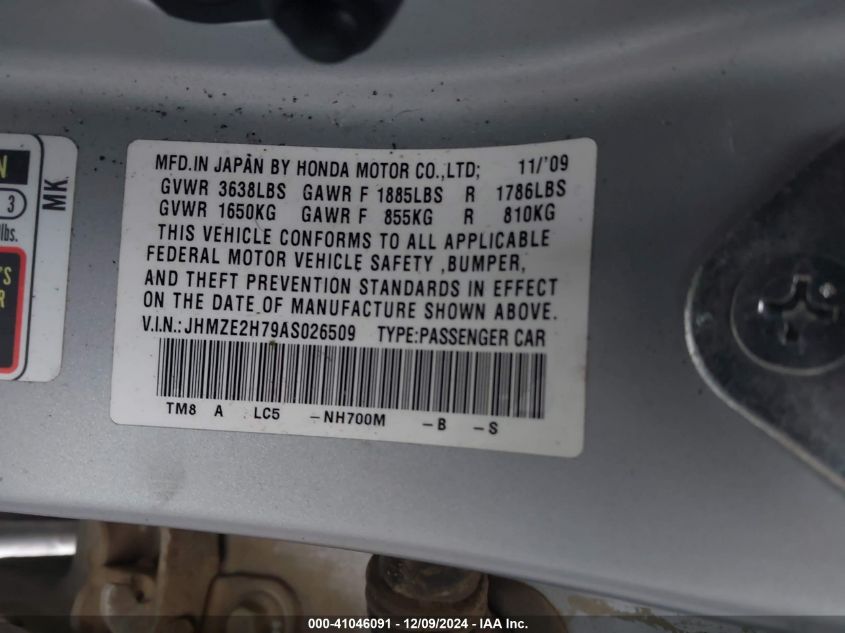 N
3
lbs.
'S
R
MK
MFD.IN JAPAN BY HONDA MOTOR CO.,LTD; 11/'09
GVWR 3638LBS GAWR F 1885LBS R 1786LBS
GVWR 1650KG GAWR F 855KG R 810KG
THIS VEHICLE CONFORMS TO ALL APPLICABLE
FEDERAL MOTOR VEHICLE SAFETY ,BUMPER,
AND THEFT PREVENTION STANDARDS IN EFFECT
ON THE DATE OF MANUFACTURE SHOWN ABOVE.
V.I.N.:JHMZE2H79AS026509 TYPE:PASSENGER CAR
TM8 A LC5 -NH700M -B -S
000-41046091 - 12/09/2024 - IAA Inc.